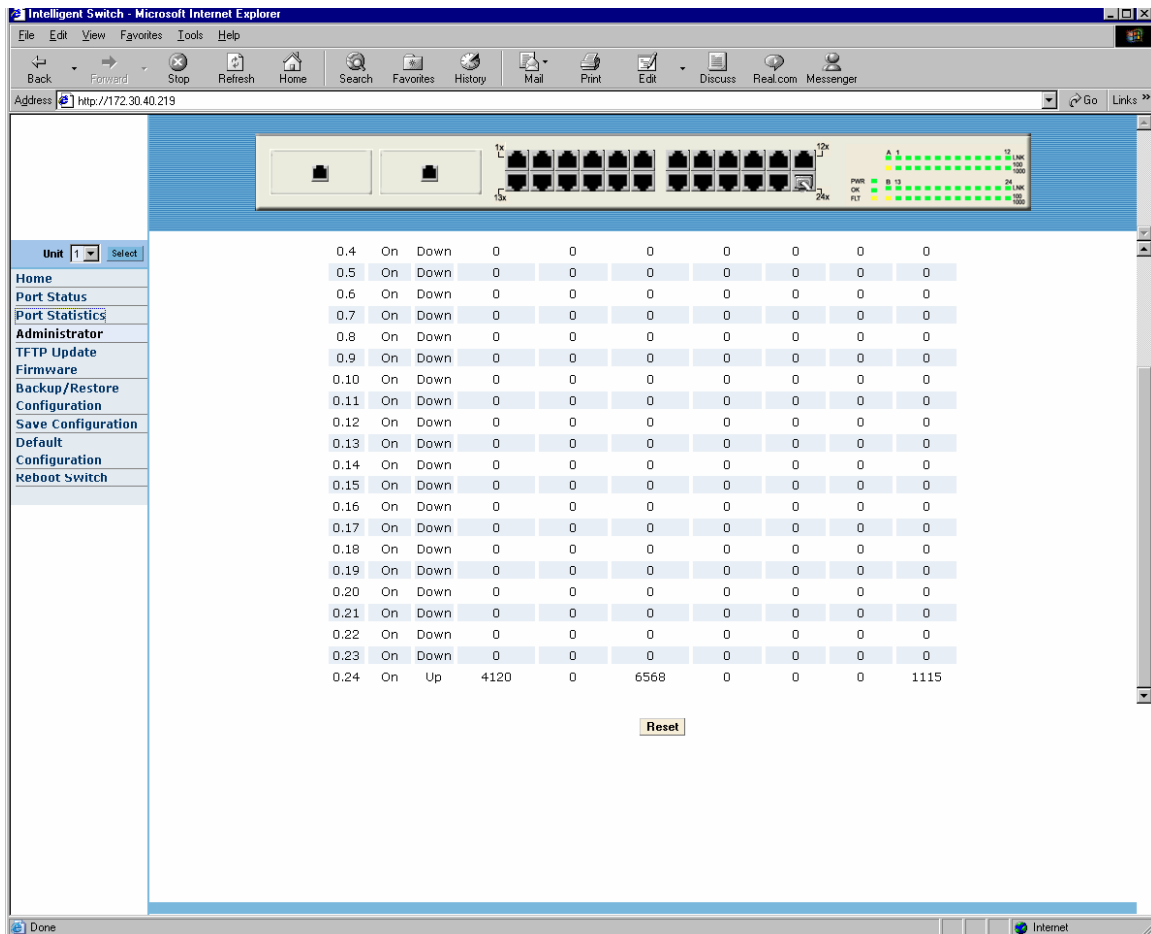 Intelligent Switch - Microsoft Internet Explorer
File Edit View Favorites Tools Help
Back Forward Stop Refresh Home Search Favorites History Mail Print Edit Discuss Real.com Messenger
Address http://172.30.40.219 Go Links »
1x 12x
13x 24x
A 1 12 LNK
100
1000
PWR B 13 24 LNK
OK
FLT 100
1000
Unit 1 Select
Home
Port Status
Port Statistics
Administrator
TFTP Update
Firmware
Backup/Restore
Configuration
Save Configuration
Default
Configuration
Reboot Switch
0.4 On Down 0 0 0 0 0 0 0
0.5 On Down 0 0 0 0 0 0 0
0.6 On Down 0 0 0 0 0 0 0
0.7 On Down 0 0 0 0 0 0 0
0.8 On Down 0 0 0 0 0 0 0
0.9 On Down 0 0 0 0 0 0 0
0.10 On Down 0 0 0 0 0 0 0
0.11 On Down 0 0 0 0 0 0 0
0.12 On Down 0 0 0 0 0 0 0
0.13 On Down 0 0 0 0 0 0 0
0.14 On Down 0 0 0 0 0 0 0
0.15 On Down 0 0 0 0 0 0 0
0.16 On Down 0 0 0 0 0 0 0
0.17 On Down 0 0 0 0 0 0 0
0.18 On Down 0 0 0 0 0 0 0
0.19 On Down 0 0 0 0 0 0 0
0.20 On Down 0 0 0 0 0 0 0
0.21 On Down 0 0 0 0 0 0 0
0.22 On Down 0 0 0 0 0 0 0
0.23 On Down 0 0 0 0 0 0 0
0.24 On Up 4120 0 6568 0 0 0 1115
Reset
Done Internet